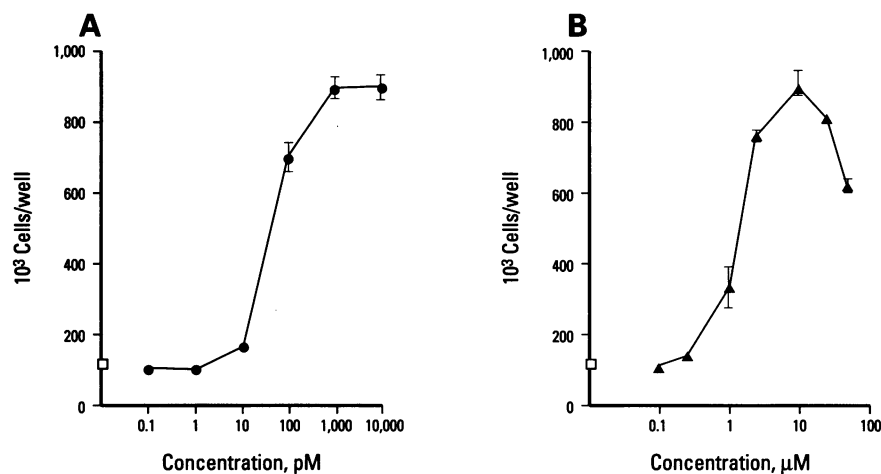 A
1,000
800
600
400
200
0
10³ Cells/well
0.1 1 10 100 1,000 10,000
Concentration, pM
B
1,000
800
600
400
200
0
10³ Cells/well
0.1 1 10 100
Concentration, μM